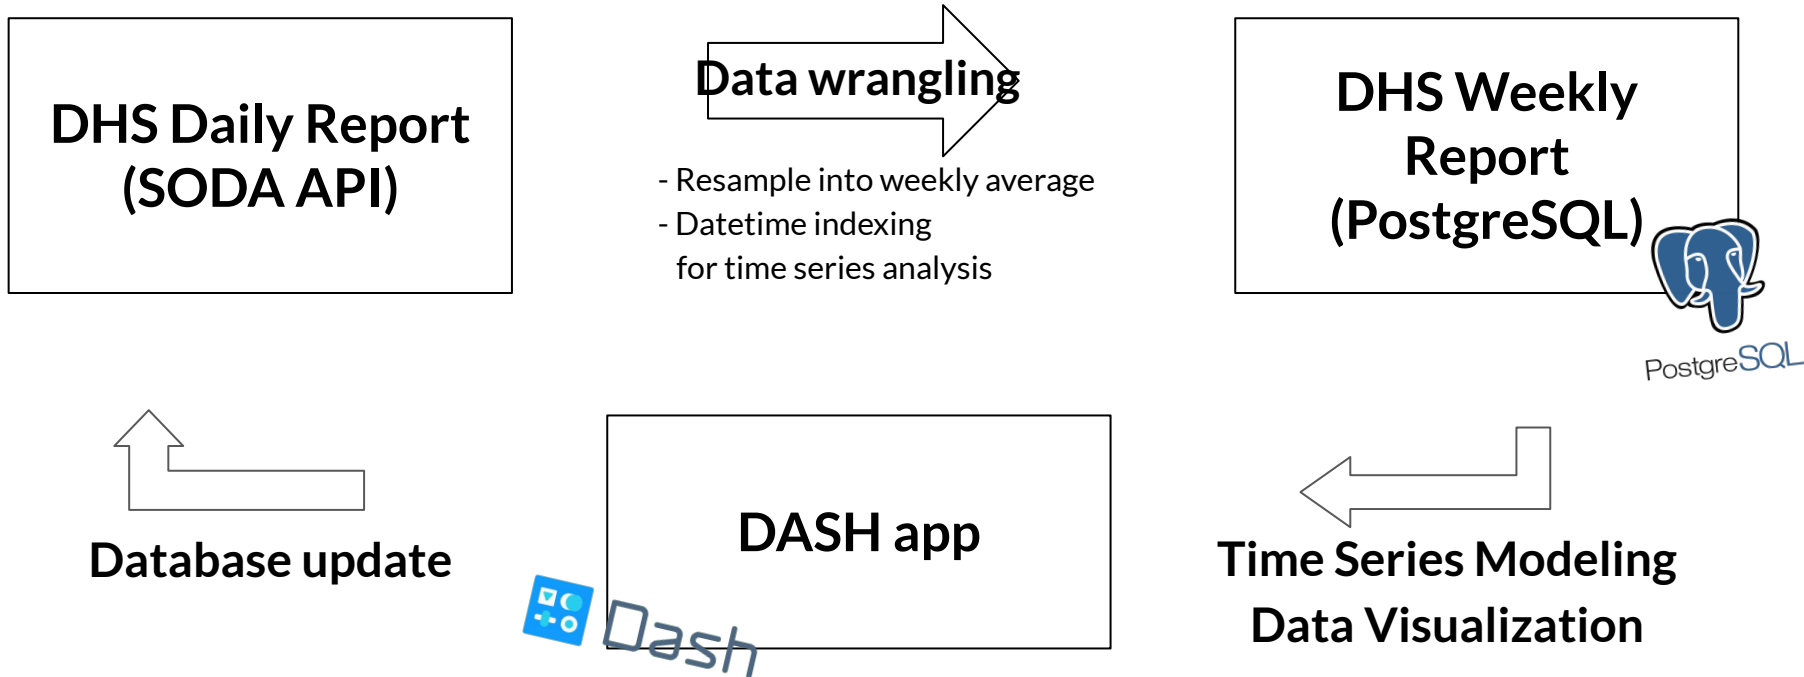 DHS Daily Report
(SODA API)
Data wrangling
- Resample into weekly average
- Datetime indexing
for time series analysis
DHS Weekly
Report
(PostgreSQL)
PostgreSQL
Database update
DASH app
Dash
Time Series Modeling
Data Visualization